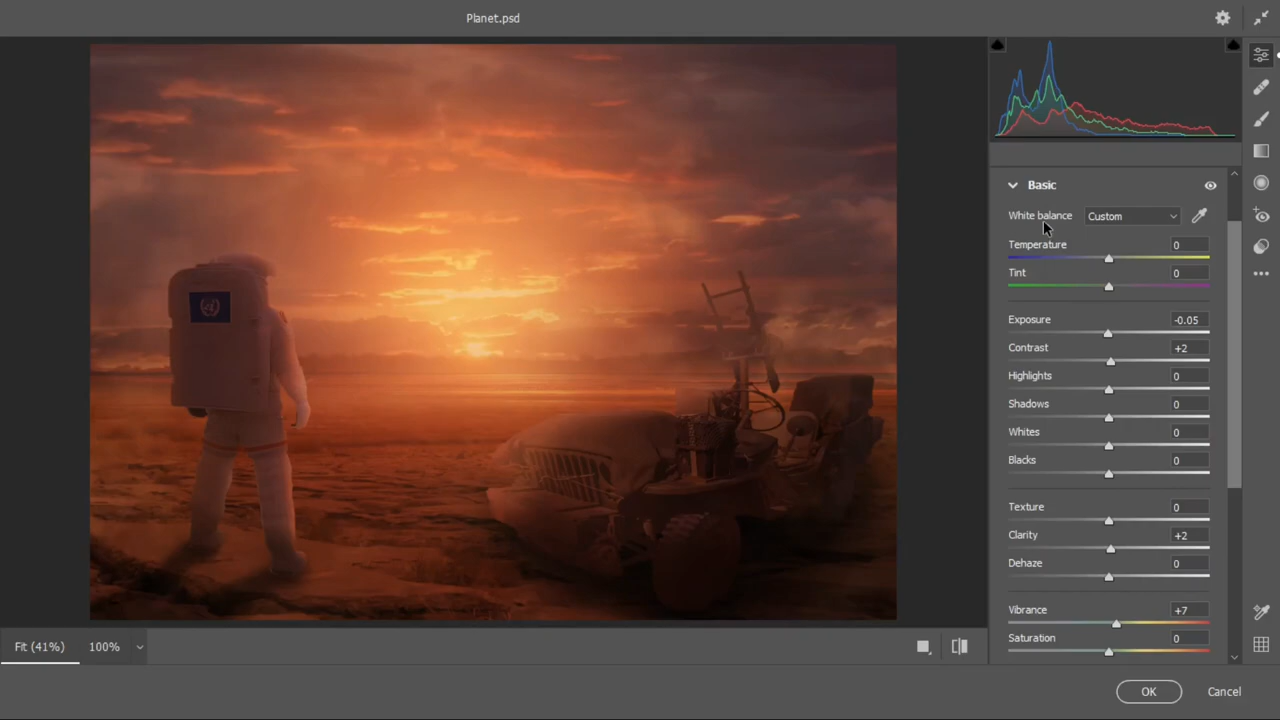 Planet.psd
Basic
White balance Custom
Temperature 0
Tint 0
Exposure -0.05
Contrast +2
Highlights 0
Shadows 0
Whites 0
Blacks 0
Texture 0
Clarity +2
Dehaze 0
Vibrance +7
Saturation 0
Fit (41%) 100%
OK Cancel